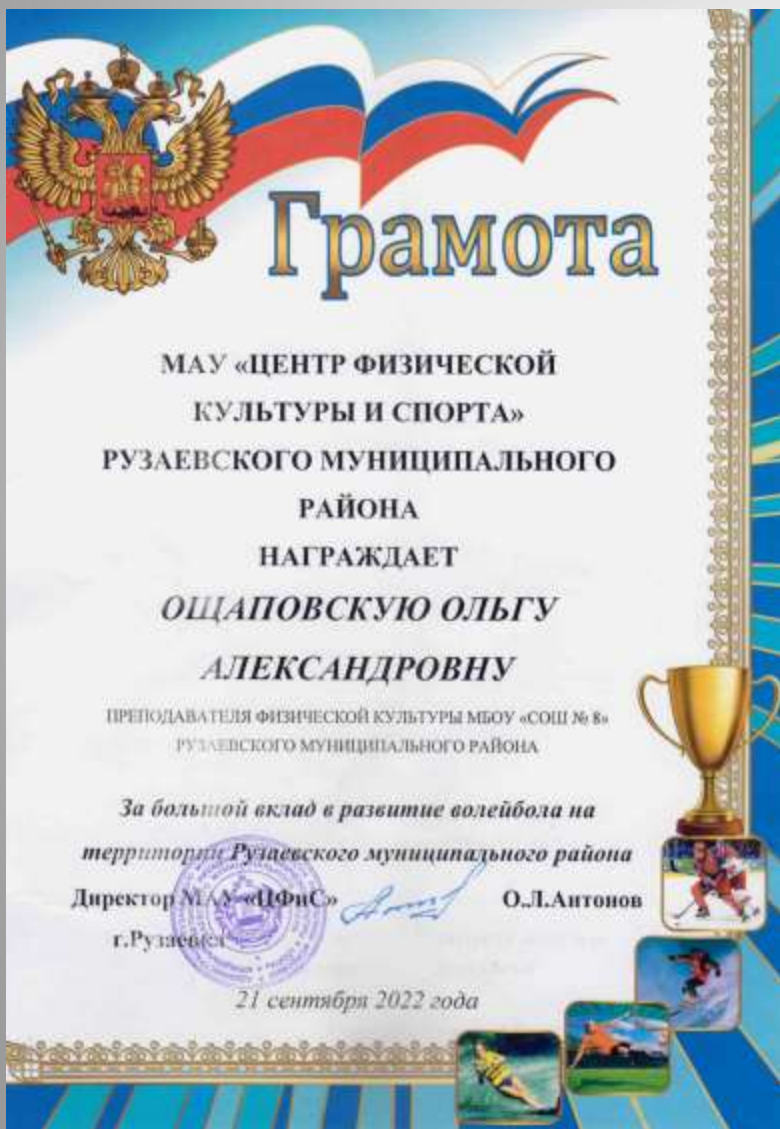 Грамота
МАУ «ЦЕНТР ФИЗИЧЕСКОЙ
КУЛЬТУРЫ И СПОРТА»
РУЗАЕВСКОГО МУНИЦИПАЛЬНОГО
РАЙОНА
НАГРАЖДАЕТ
ОЩАПОВСКУЮ ОЛЬГУ
АЛЕКСАНДРОВНУ
ПРЕПОДАВАТЕЛЯ ФИЗИЧЕСКОЙ КУЛЬТУРЫ МБОУ «СОШ № 8»
РУЗАЕВСКОГО МУНИЦИПАЛЬНОГО РАЙОНА
За большой вклад в развитие волейбола на
территории Рузаевского муниципального района
Директор МАУ «ЦФиС» О.Л.Антонов
г.Рузаевка
21 сентября 2022 года